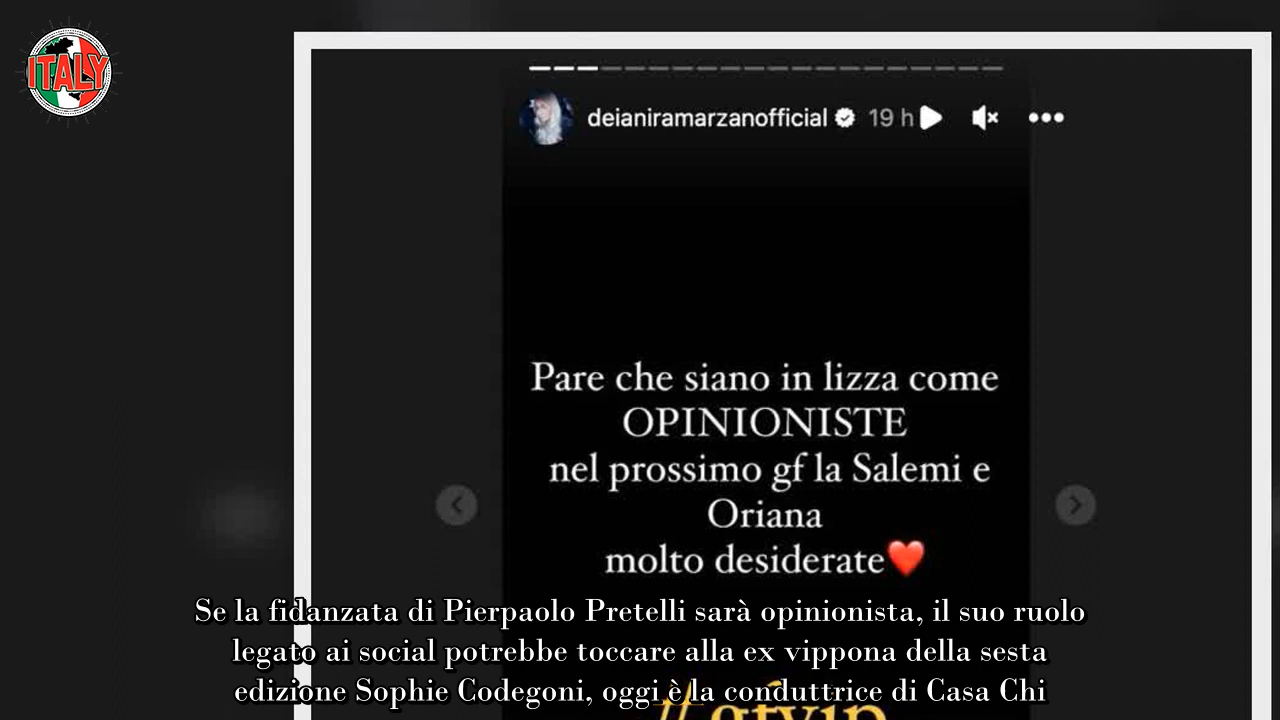 ITALY
deianiramarzanofficial 19 h
Pare che siano in lizza come
OPINIONISTE
nel prossimo gf la Salemi e
Oriana
molto desiderate❤️
Se la fidanzata di Pierpaolo Pretelli sarà opinionista, il suo ruolo
legato ai social potrebbe toccare alla ex vippona della sesta
edizione Sophie Codegoni, oggi è la conduttrice di Casa Chi
# gfvip